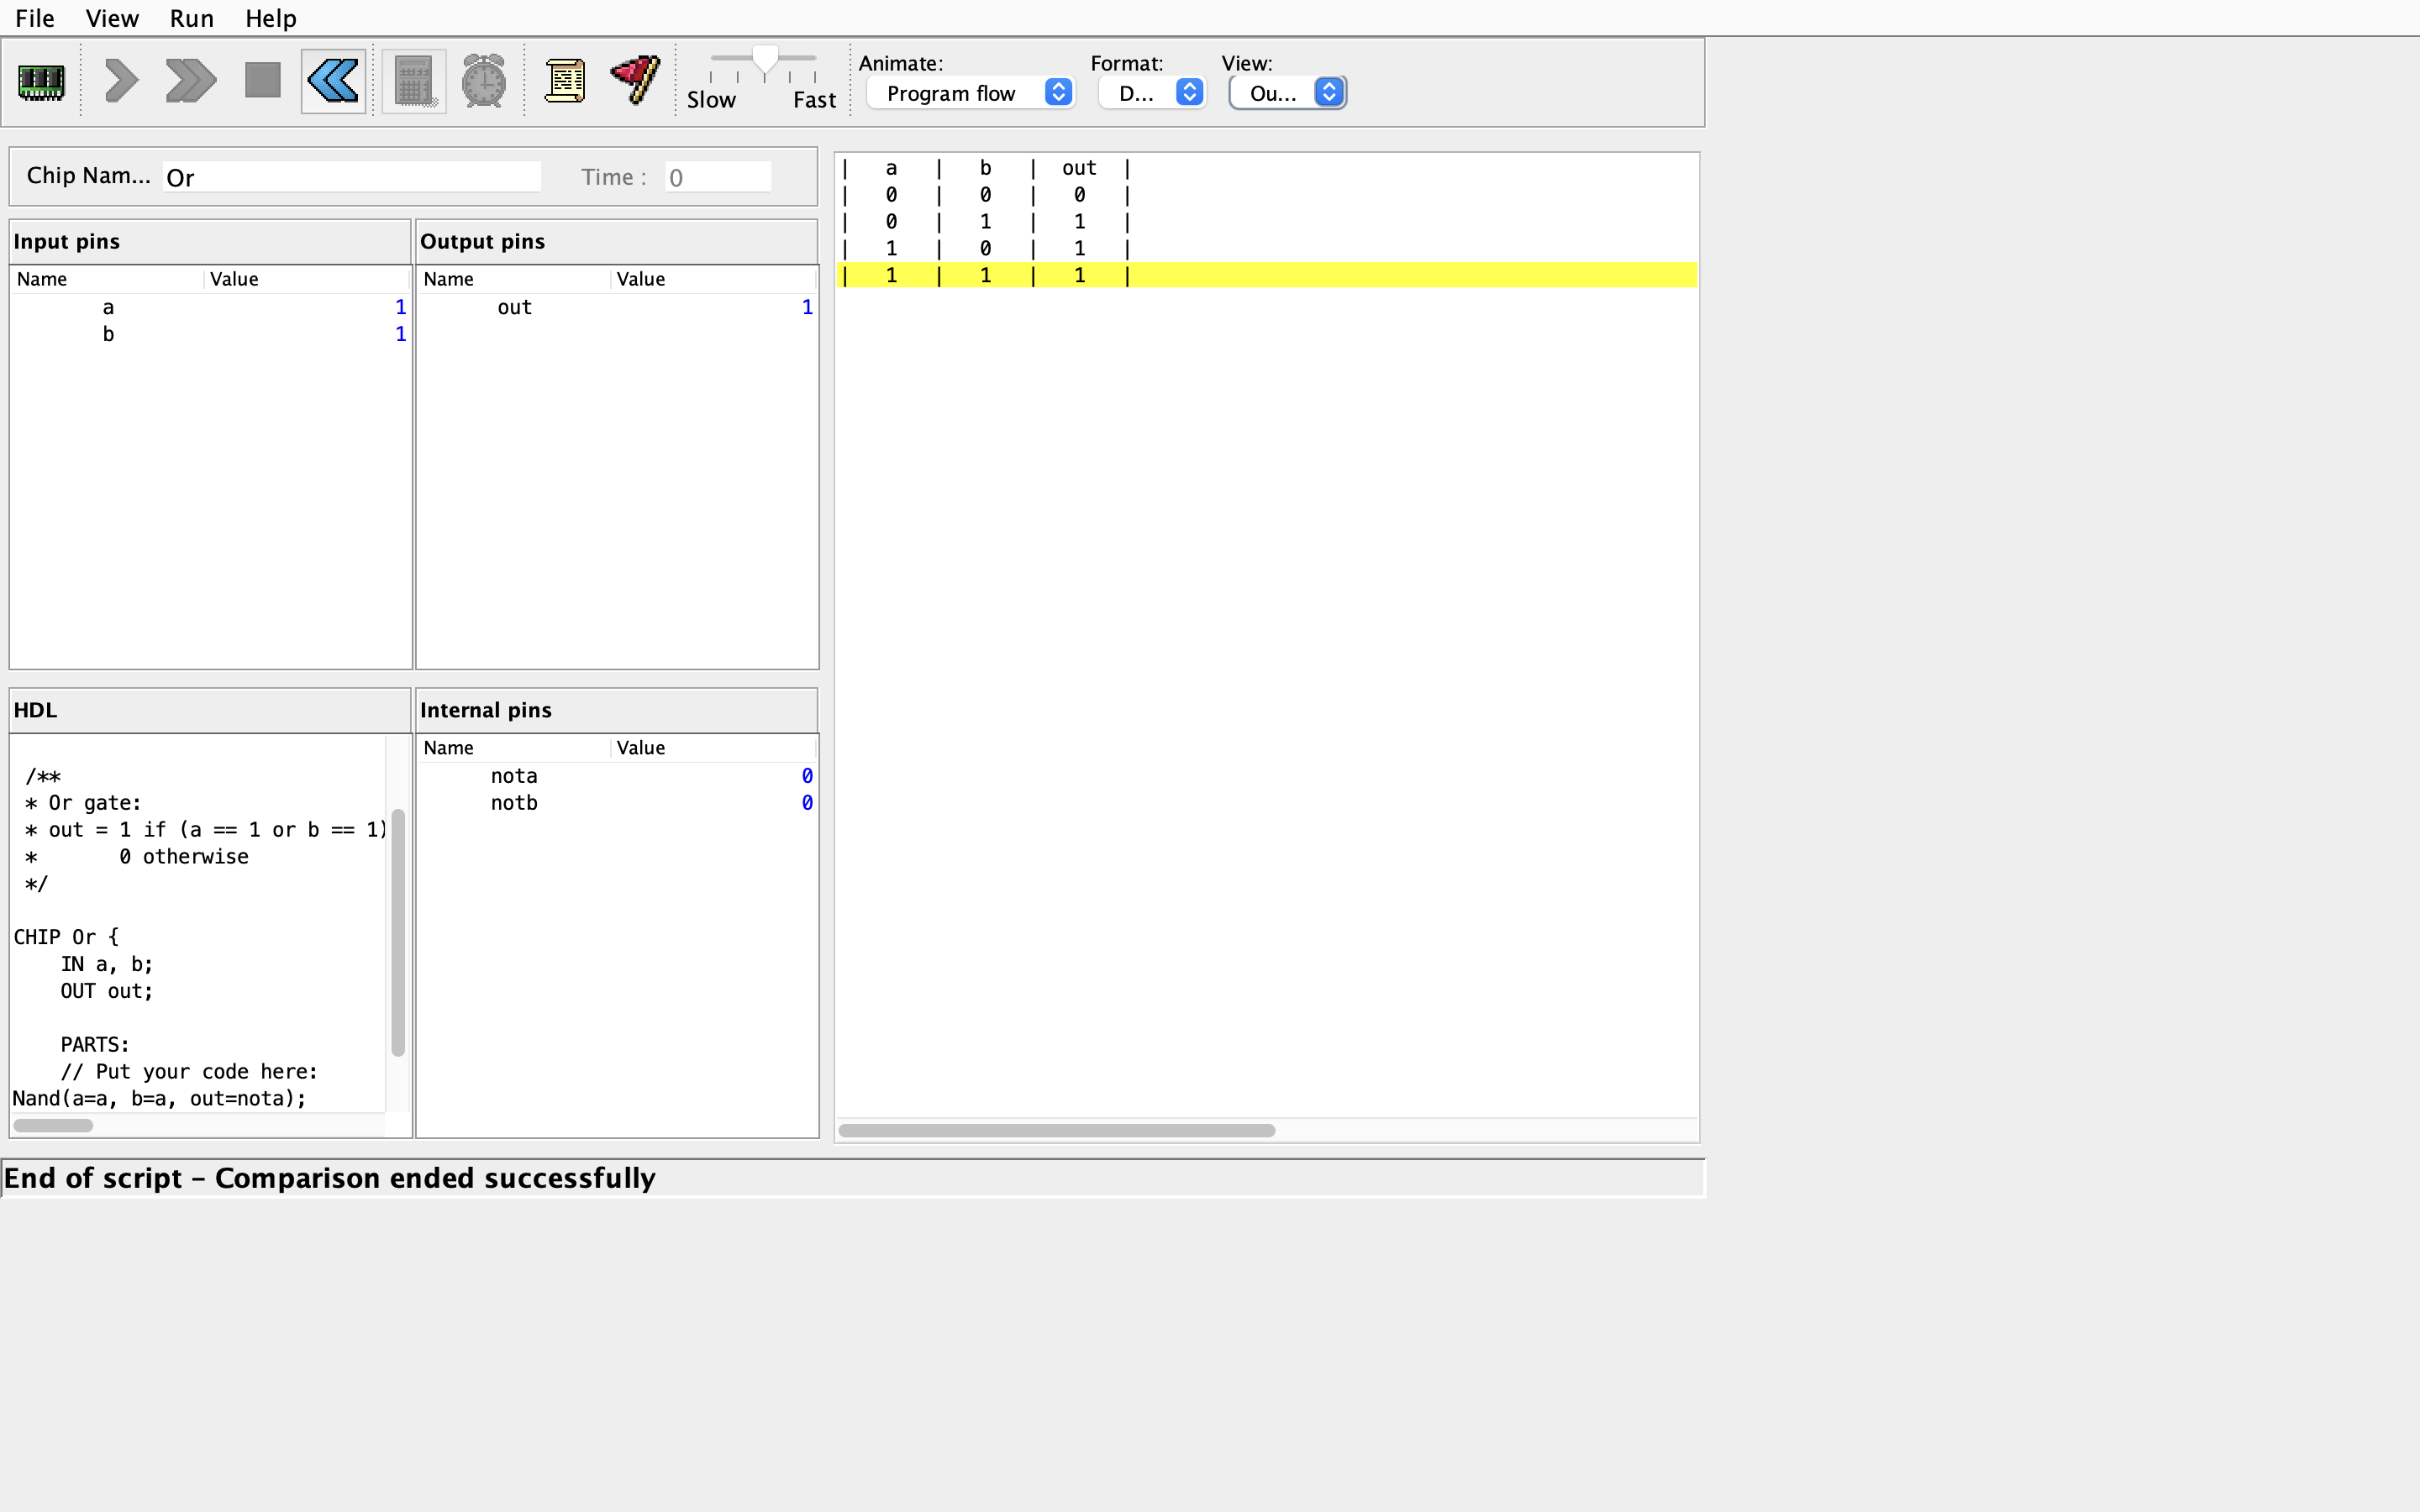 File View Run Help
Slow Fast
Animate: Format: View:
Program flow D... Ou...
Chip Nam... Or Time : 0
Input pins
Name Value
a 1
b 1
Output pins
Name Value
out 1
HDL
/**
* Or gate:
* out = 1 if (a == 1 or b == 1)
* 0 otherwise
*/
CHIP Or {
IN a, b;
OUT out;
PARTS:
// Put your code here:
Nand(a=a, b=a, out=nota);
Internal pins
Name Value
nota 0
notb 0
| a | b | out |
| 0 | 0 | 0 |
| 0 | 1 | 1 |
| 1 | 0 | 1 |
| 1 | 1 | 1 |
End of script – Comparison ended successfully